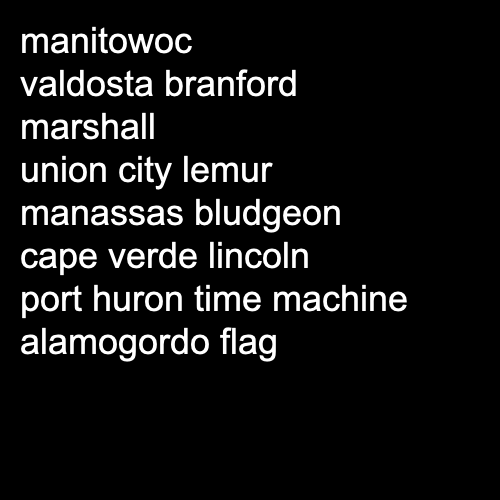 manitowoc
valdosta branford
marshall
union city lemur
manassas bludgeon
cape verde lincoln
port huron time machine
alamogordo flag